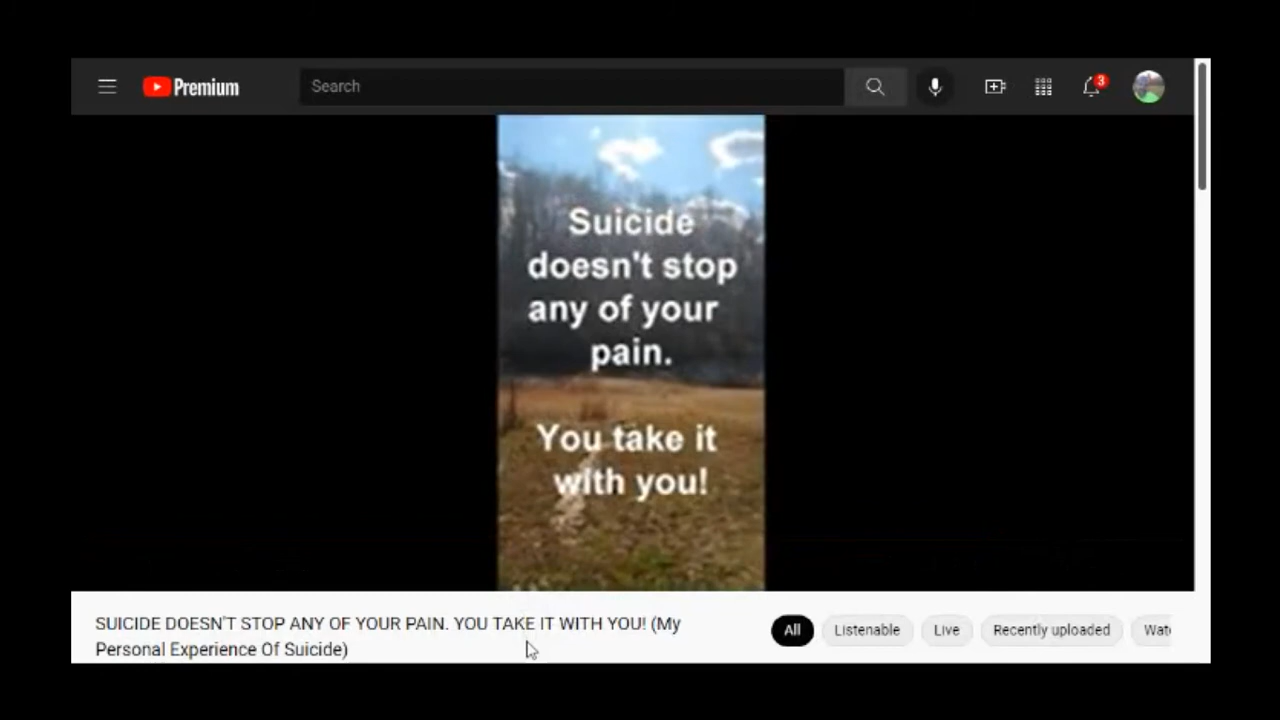 Premium
Search
3
Suicide
doesn't stop
any of your
pain.
You take it
with you!
SUICIDE DOESN'T STOP ANY OF YOUR PAIN. YOU TAKE IT WITH YOU! (My
Personal Experience Of Suicide)
All Listenable Live Recently uploaded